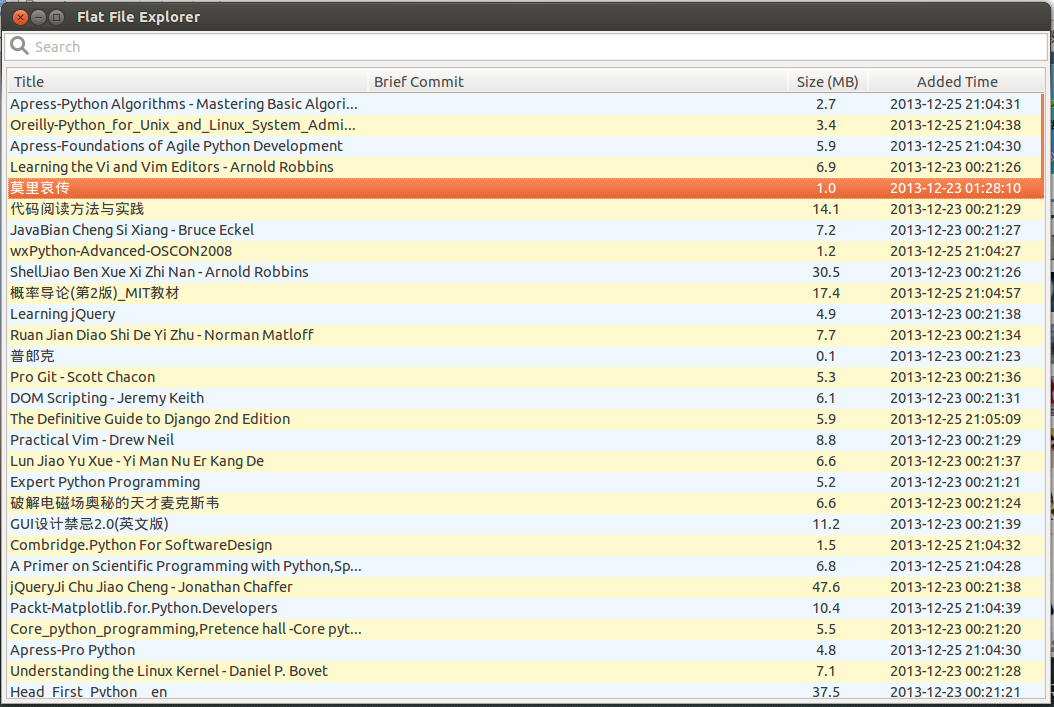 Flat File Explorer
Search
Title Brief Commit Size (MB) Added Time
Apress-Python Algorithms - Mastering Basic Algori... 2.7 2013-12-25 21:04:31
Oreilly-Python_for_Unix_and_Linux_System_Admi... 3.4 2013-12-25 21:04:38
Apress-Foundations of Agile Python Development 5.9 2013-12-25 21:04:30
Learning the Vi and Vim Editors - Arnold Robbins 6.9 2013-12-23 00:21:26
莫里哀传 1.0 2013-12-23 01:28:10
代码阅读方法与实践 14.1 2013-12-23 00:21:29
JavaBian Cheng Si Xiang - Bruce Eckel 7.2 2013-12-23 00:21:27
wxPython-Advanced-OSCON2008 1.2 2013-12-25 21:04:27
ShellJiao Ben Xue Xi Zhi Nan - Arnold Robbins 30.5 2013-12-23 00:21:26
概率导论(第2版)_MIT教材 17.4 2013-12-25 21:04:57
Learning jQuery 4.9 2013-12-23 00:21:38
Ruan Jian Diao Shi De Yi Zhu - Norman Matloff 7.7 2013-12-23 00:21:34
普郎克 0.1 2013-12-23 00:21:23
Pro Git - Scott Chacon 5.3 2013-12-23 00:21:36
DOM Scripting - Jeremy Keith 6.1 2013-12-23 00:21:31
The Definitive Guide to Django 2nd Edition 5.9 2013-12-25 21:05:09
Practical Vim - Drew Neil 8.8 2013-12-23 00:21:29
Lun Jiao Yu Xue - Yi Man Nu Er Kang De 6.6 2013-12-23 00:21:37
Expert Python Programming 5.2 2013-12-23 00:21:21
破解电磁场奥秘的天才麦克斯韦 6.6 2013-12-23 00:21:24
GUI设计禁忌2.0(英文版) 11.2 2013-12-23 00:21:39
Combridge.Python For SoftwareDesign 1.5 2013-12-25 21:04:32
A Primer on Scientific Programming with Python,Sp... 6.8 2013-12-25 21:04:28
jQueryJi Chu Jiao Cheng - Jonathan Chaffer 47.6 2013-12-23 00:21:38
Packt-Matplotlib.for.Python.Developers 10.4 2013-12-25 21:04:39
Core_python_programming,Pretence hall -Core pyt... 5.5 2013-12-23 00:21:20
Apress-Pro Python 4.8 2013-12-25 21:04:30
Understanding the Linux Kernel - Daniel P. Bovet 7.1 2013-12-23 00:21:28
Head_First_Python__en 37.5 2013-12-23 00:21:21